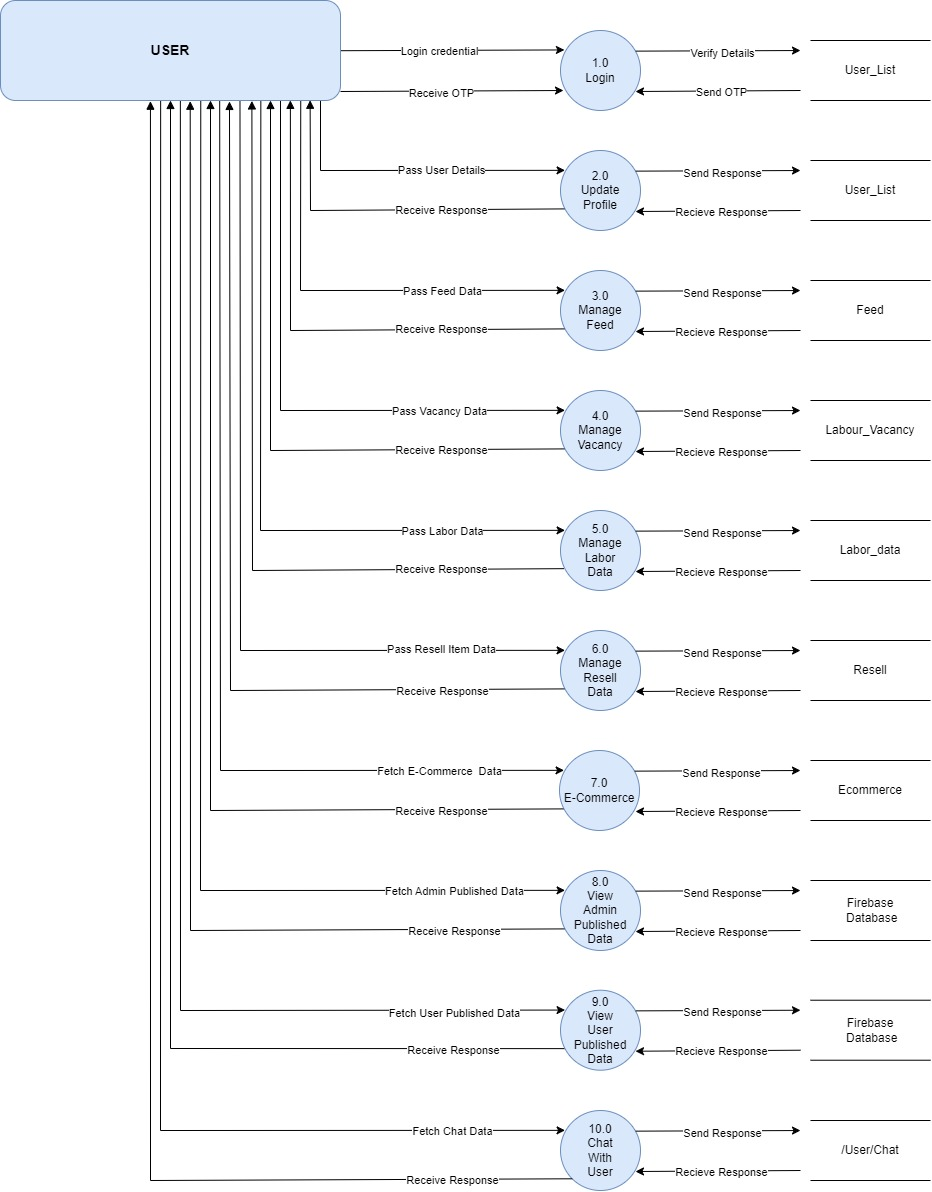 USER
Login credential
1.0
Login
Verify Details
User_List
Receive OTP
Send OTP
Pass User Details
2.0
Update
Profile
Send Response
User_List
Receive Response
Recieve Response
Pass Feed Data
3.0
Manage
Feed
Send Response
Feed
Receive Response
Recieve Response
Pass Vacancy Data
4.0
Manage
Vacancy
Send Response
Labour_Vacancy
Receive Response
Recieve Response
Pass Labor Data
5.0
Manage
Labor
Data
Send Response
Labor_data
Receive Response
Recieve Response
Pass Resell Item Data
6.0
Manage
Resell
Data
Send Response
Resell
Receive Response
Recieve Response
Fetch E-Commerce Data
7.0
E-Commerce
Send Response
Ecommerce
Receive Response
Recieve Response
Fetch Admin Published Data
8.0
View
Admin
Published
Data
Send Response
Firebase
Database
Receive Response
Recieve Response
Fetch User Published Data
9.0
View
User
Published
Data
Send Response
Firebase
Database
Receive Response
Recieve Response
Fetch Chat Data
10.0
Chat
With
User
Send Response
/User/Chat
Receive Response
Recieve Response